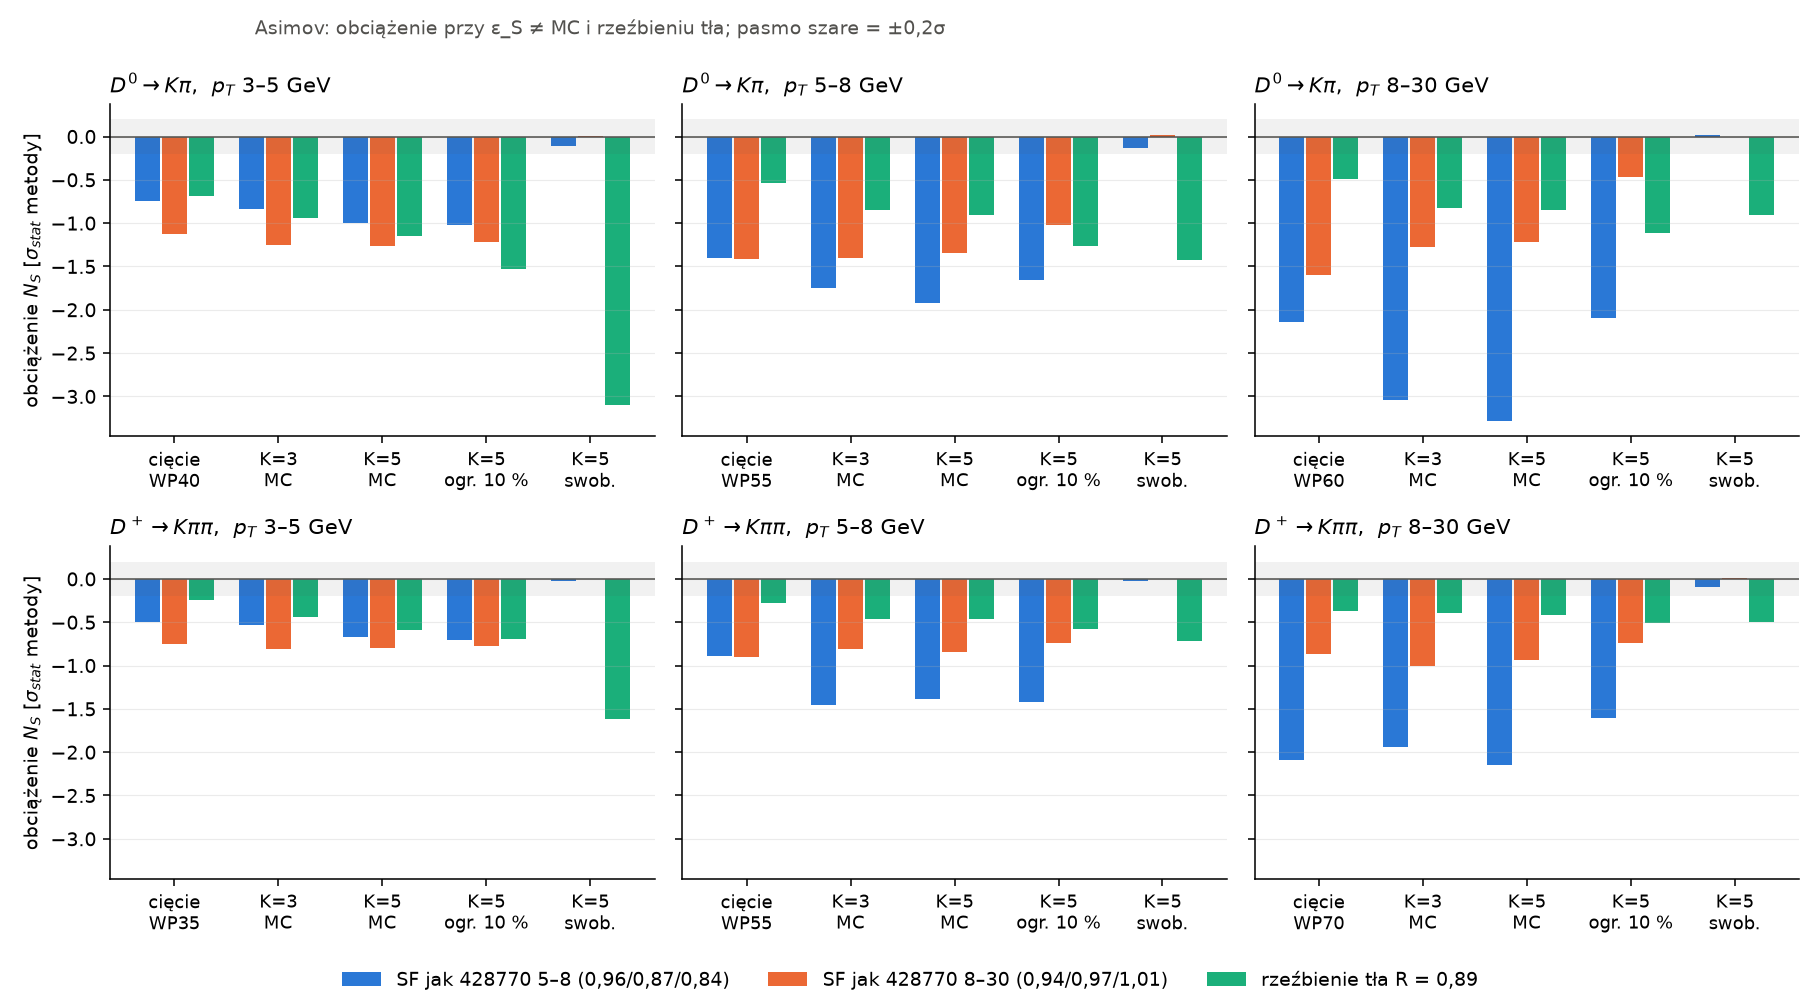 Asimov: obciążenie przy ε_S ≠ MC i rzeźbieniu tła; pasmo szare = ±0,2σ
D⁰ → Kπ, p_T 3–5 GeV
D⁰ → Kπ, p_T 5–8 GeV
D⁰ → Kπ, p_T 8–30 GeV
obciążenie N_S [σ_stat metody]
0.0
−0.5
−1.0
−1.5
−2.0
−2.5
−3.0
cięcie WP40
K=3 MC
K=5 MC
K=5 ogr. 10 %
K=5 swob.
cięcie WP55
K=3 MC
K=5 MC
K=5 ogr. 10 %
K=5 swob.
cięcie WP60
K=3 MC
K=5 MC
K=5 ogr. 10 %
K=5 swob.
D⁺ → Kππ, p_T 3–5 GeV
D⁺ → Kππ, p_T 5–8 GeV
D⁺ → Kππ, p_T 8–30 GeV
obciążenie N_S [σ_stat metody]
0.0
−0.5
−1.0
−1.5
−2.0
−2.5
−3.0
cięcie WP35
K=3 MC
K=5 MC
K=5 ogr. 10 %
K=5 swob.
cięcie WP55
K=3 MC
K=5 MC
K=5 ogr. 10 %
K=5 swob.
cięcie WP70
K=3 MC
K=5 MC
K=5 ogr. 10 %
K=5 swob.
SF jak 428770 5–8 (0,96/0,87/0,84)
SF jak 428770 8–30 (0,94/0,97/1,01)
rzeźbienie tła R = 0,89